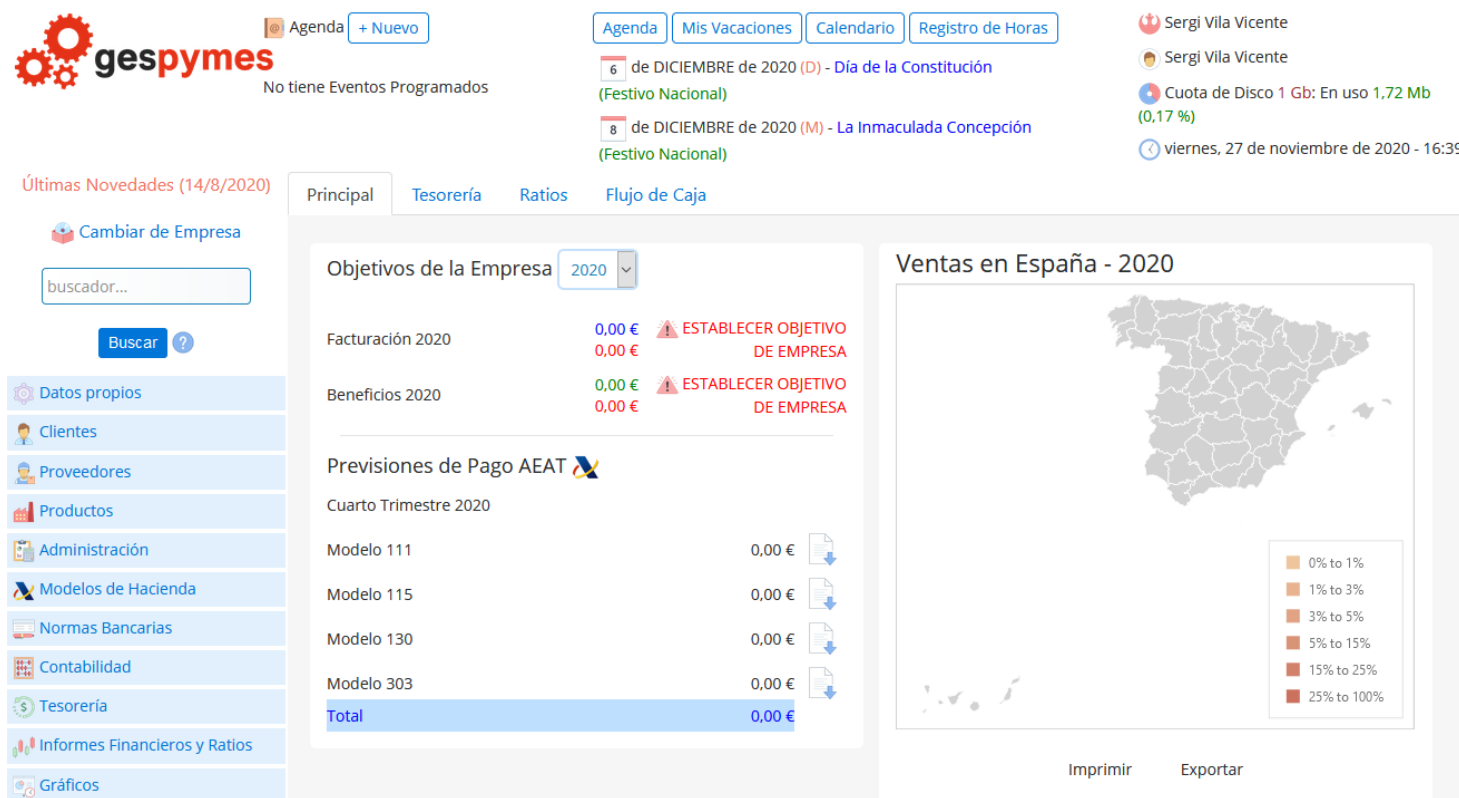 gespymes
Agenda + Nuevo
No tiene Eventos Programados
Agenda Mis Vacaciones Calendario Registro de Horas
6 de DICIEMBRE de 2020 (D) - Día de la Constitución
(Festivo Nacional)
8 de DICIEMBRE de 2020 (M) - La Inmaculada Concepción
(Festivo Nacional)
Sergi Vila Vicente
Sergi Vila Vicente
Cuota de Disco 1 Gb: En uso 1,72 Mb
(0,17 %)
viernes, 27 de noviembre de 2020 - 16:39
Últimas Novedades (14/8/2020)
Cambiar de Empresa
buscador...
Buscar ?
Datos propios
Clientes
Proveedores
Productos
Administración
Modelos de Hacienda
Normas Bancarias
Contabilidad
Tesorería
Informes Financieros y Ratios
Gráficos
Principal Tesorería Ratios Flujo de Caja
Objetivos de la Empresa 2020
Facturación 2020
0,00 €
0,00 €
ESTABLECER OBJETIVO
DE EMPRESA
Beneficios 2020
0,00 €
0,00 €
ESTABLECER OBJETIVO
DE EMPRESA
Previsiones de Pago AEAT
Cuarto Trimestre 2020
Modelo 111 0,00 €
Modelo 115 0,00 €
Modelo 130 0,00 €
Modelo 303 0,00 €
Total 0,00 €
Ventas en España - 2020
0% to 1%
1% to 3%
3% to 5%
5% to 15%
15% to 25%
25% to 100%
Imprimir Exportar